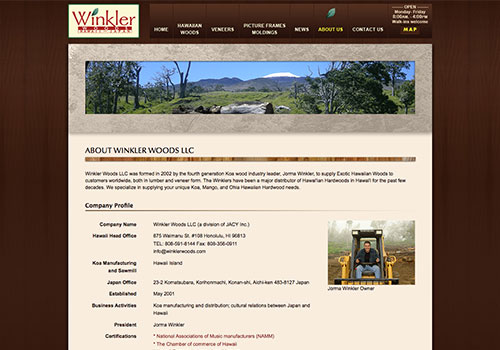 Winkler
WOODS
HAWAII • JAPAN
HOME
HAWAIIAN
WOODS
VENEERS
PICTURE FRAMES
MOLDINGS
NEWS
ABOUT US
CONTACT US
OPEN
Monday- Friday
8:00AM. - 6:00PM
Walk-ins welcome
MAP
ABOUT WINKLER WOODS LLC
Winkler Woods LLC was formed in 2002 by the fourth generation Koa wood industry leader, Jorma Winkler, to supply Exotic Hawaiian Woods to
customers worldwide, both in lumber and veneer form. The Winklers have been a major distributor of Hawai'ian Hardwoods in Hawai'i for the past few
decades. We specialize in supplying your unique Koa, Mango, and Ohia Hawaiian Hardwood needs.
Company Profile
Company Name Winkler Woods LLC (a division of JACY Inc.)
Hawaii Head Office 875 Waimanu St. #108 Honolulu, HI 96813
TEL: 808-591-8144 Fax: 808-356-0911
info@winklerwoods.com
Koa Manufacturing Hawaii Island
and Sawmill
Japan Office 23-2 Komatsubara, Korihonmachi, Konan-shi, Aichi-ken 483-8127 Japan
Jorma Winkler Owner
Established May 2001
Business Activities Koa manufacturing and distribution; cultural relations between Japan and
Hawaii
President Jorma Winkler
Certifications * National Associations of Music manufacturers (NAMM)
* The Chamber of commerce of Hawaii